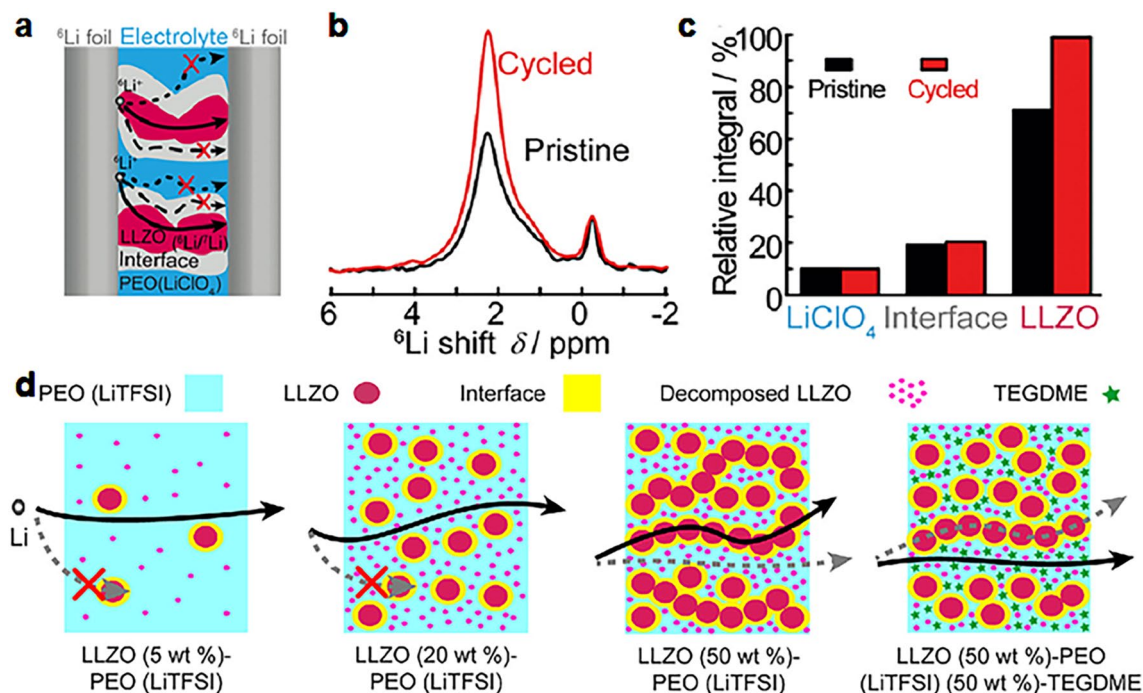 a
⁶Li foil Electrolyte ⁶Li foil
⁶Li⁺
⁶Li⁺
LLZO (⁶Li/⁷Li)
Interface
PEO(LiClO₄)
b
Cycled
Pristine
6 4 2 0 -2
⁶Li shift δ/ ppm
c
Relative integral / %
100
80
60
40
20
0
Pristine Cycled
LiClO₄ Interface LLZO
d
PEO (LiTFSI) LLZO Interface Decomposed LLZO TEGDME
Li
LLZO (5 wt %)-
PEO (LiTFSI)
LLZO (20 wt %)-
PEO (LiTFSI)
LLZO (50 wt %)-
PEO (LiTFSI)
LLZO (50 wt %)-PEO
(LiTFSI) (50 wt %)-TEGDME